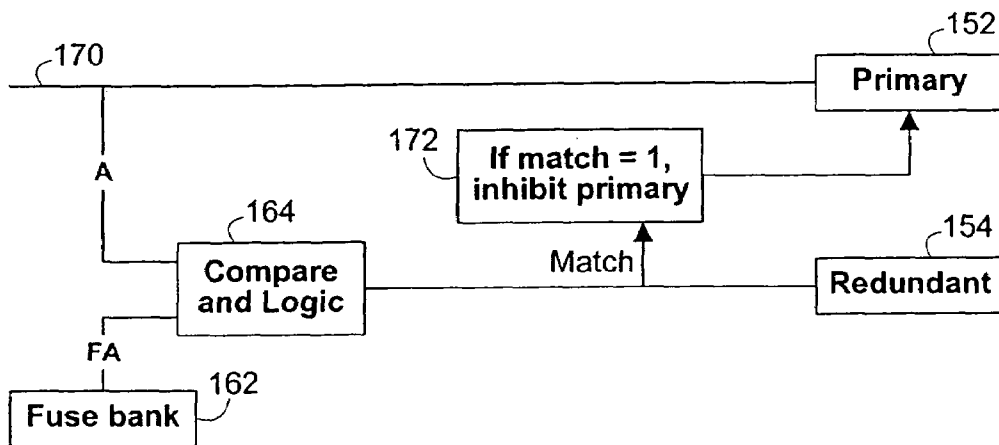 170
152
Primary
172
If match = 1,
inhibit primary
A
164
Compare
and Logic
Match
154
Redundant
FA
162
Fuse bank